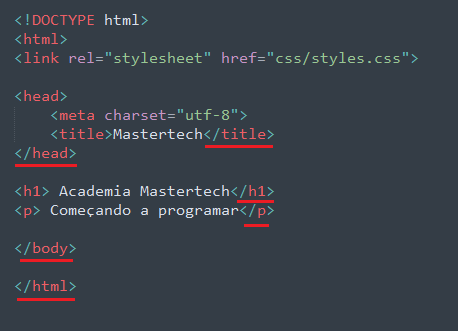 <!DOCTYPE html>
<html>
<link rel="stylesheet" href="css/styles.css">
<head>
<meta charset="utf-8">
<title>Mastertech</title>
</head>
<h1> Academia Mastertech</h1>
<p> Começando a programar</p>
</body>
</html>